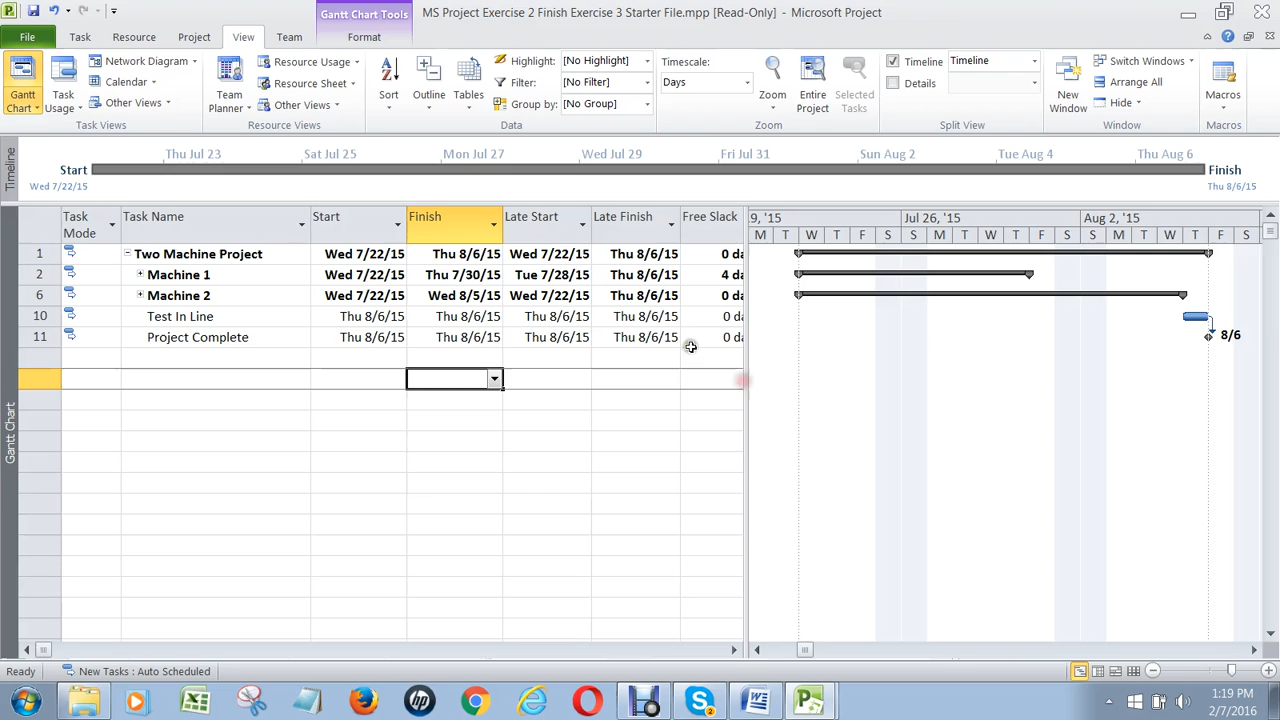 Gantt Chart Tools
MS Project Exercise 2 Finish Exercise 3 Starter File.mpp [Read-Only] - Microsoft Project
File Task Resource Project View Team Format
Gantt Chart
Task Usage
Network Diagram
Calendar
Other Views
Task Views
Team Planner
Resource Usage
Resource Sheet
Other Views
Resource Views
Sort
Outline
Tables
Highlight: [No Highlight]
Filter: [No Filter]
Group by: [No Group]
Data
Timescale:
Days
Zoom
Entire Project
Selected Tasks
Zoom
Timeline Timeline
Details
Split View
New Window
Switch Windows
Arrange All
Hide
Window
Macros
Macros
Timeline
Thu Jul 23 Sat Jul 25 Mon Jul 27 Wed Jul 29 Fri Jul 31 Sun Aug 2 Tue Aug 4 Thu Aug 6
Start Finish
Wed 7/22/15 Thu 8/6/15
Gantt Chart
Task Mode Task Name Start Finish Late Start Late Finish Free Slack 9, '15 Jul 26, '15 Aug 2, '15
M T W T F S S M T W T F S S M T W T F S
1 Two Machine Project Wed 7/22/15 Thu 8/6/15 Wed 7/22/15 Thu 8/6/15 0 da
2 Machine 1 Wed 7/22/15 Thu 7/30/15 Tue 7/28/15 Thu 8/6/15 4 da
6 Machine 2 Wed 7/22/15 Wed 8/5/15 Wed 7/22/15 Thu 8/6/15 0 da
10 Test In Line Thu 8/6/15 Thu 8/6/15 Thu 8/6/15 Thu 8/6/15 0 da
11 Project Complete Thu 8/6/15 Thu 8/6/15 Thu 8/6/15 Thu 8/6/15 0 da 8/6
Ready New Tasks : Auto Scheduled
1:19 PM
2/7/2016